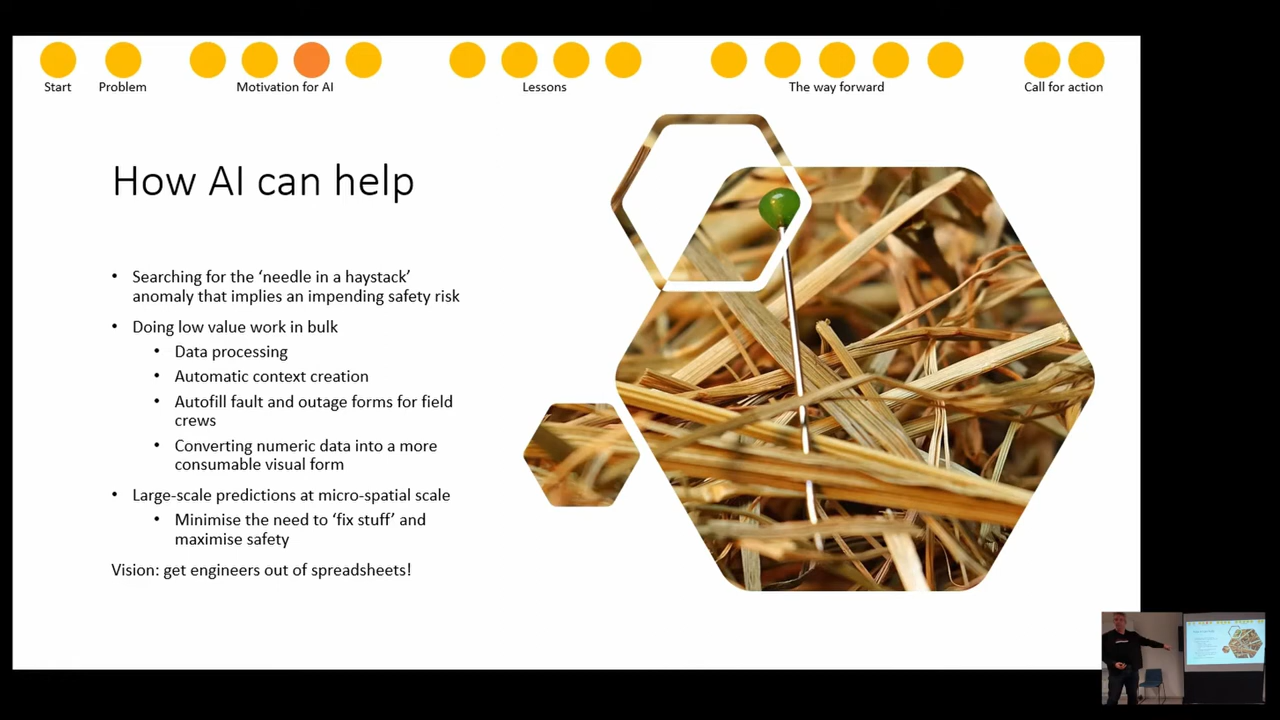 Start
Problem
Motivation for AI
Lessons
The way forward
Call for action
How AI can help
• Searching for the ‘needle in a haystack’
anomaly that implies an impending safety risk
• Doing low value work in bulk
• Data processing
• Automatic context creation
• Autofill fault and outage forms for field
crews
• Converting numeric data into a more
consumable visual form
• Large-scale predictions at micro-spatial scale
• Minimise the need to ‘fix stuff’ and
maximise safety
Vision: get engineers out of spreadsheets!